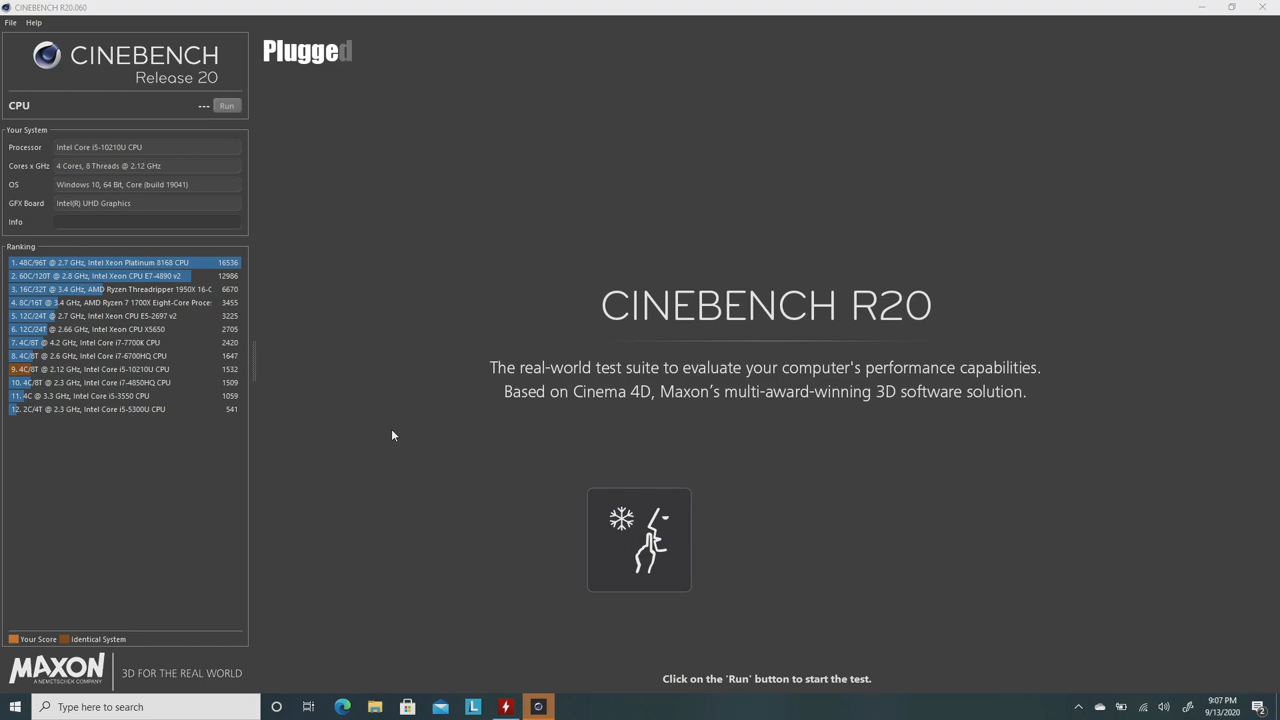 CINEBENCH R20.060
File Help
CINEBENCH
Release 20
Plugged
CPU --- Run
Your System
Processor Intel Core i5-10210U CPU
Cores x GHz 4 Cores, 8 Threads @ 2.12 GHz
OS Windows 10, 64 Bit, Core (build 19041)
GFX Board Intel(R) UHD Graphics
Info
Ranking
1. 48C/96T @ 2.7 GHz, Intel Xeon Platinum 8168 CPU 16536
2. 60C/120T @ 2.8 GHz, Intel Xeon CPU E7-4890 v2 12986
3. 16C/32T @ 3.4 GHz, AMD Ryzen Threadripper 1950X 16-C 6670
4. 8C/16T @ 3.4 GHz, AMD Ryzen 7 1700X Eight-Core Proce: 3455
5. 12C/24T @ 2.7 GHz, Intel Xeon CPU E5-2697 v2 3225
6. 12C/24T @ 2.66 GHz, Intel Xeon CPU X5650 2705
7. 4C/8T @ 4.2 GHz, Intel Core i7-7700K CPU 2420
8. 4C/8T @ 2.6 GHz, Intel Core i7-6700HQ CPU 1647
9. 4C/8T @ 2.12 GHz, Intel Core i5-10210U CPU 1532
10. 4C/8T @ 2.3 GHz, Intel Core i7-4850HQ CPU 1509
11. 4C @ 3.3 GHz, Intel Core i5-3550 CPU 1059
12. 2C/4T @ 2.3 GHz, Intel Core i5-5300U CPU 541
CINEBENCH R20
The real-world test suite to evaluate your computer's performance capabilities.
Based on Cinema 4D, Maxon's multi-award-winning 3D software solution.
Your Score Identical System
MAXON
A NEMETSCHEK COMPANY
3D FOR THE REAL WORLD
Click on the 'Run' button to start the test.
Type here to search
L
9:07 PM
9/13/2020
2